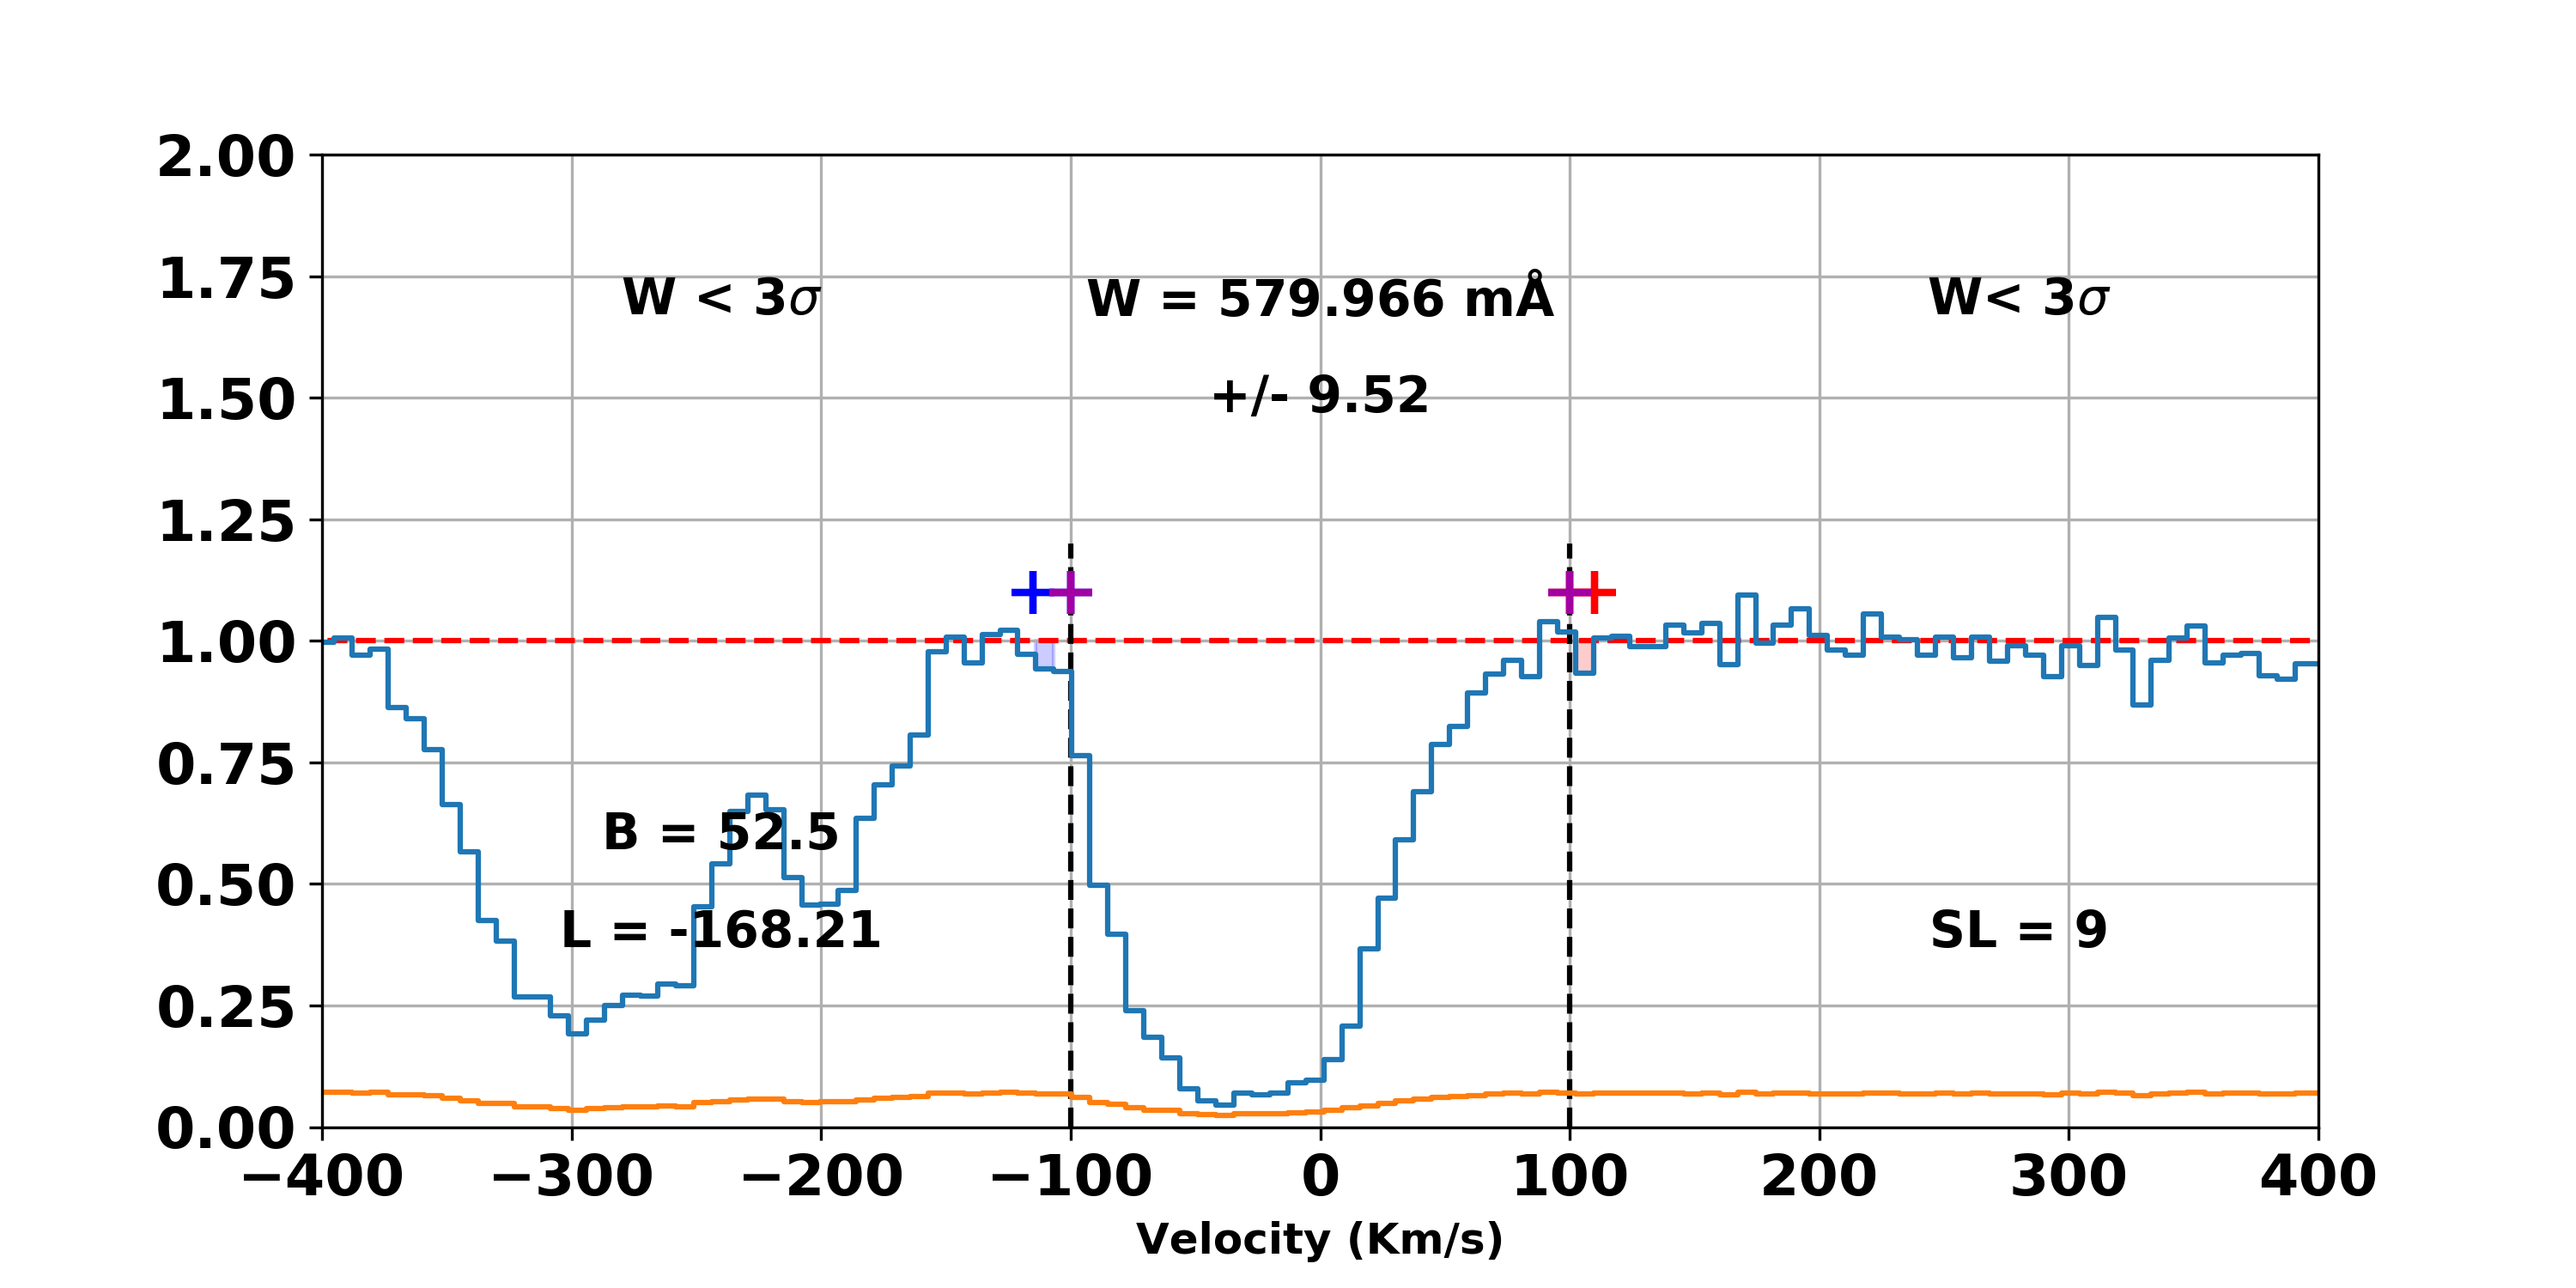 2.00
1.75
W < 3σ
W = 579.966 mÅ
W< 3σ
1.50
+/- 9.52
1.25
1.00
0.75
B = 52.5
0.50
L = -168.21
SL = 9
0.25
0.00
−400 −300 −200 −100 0 100 200 300 400
Velocity (Km/s)